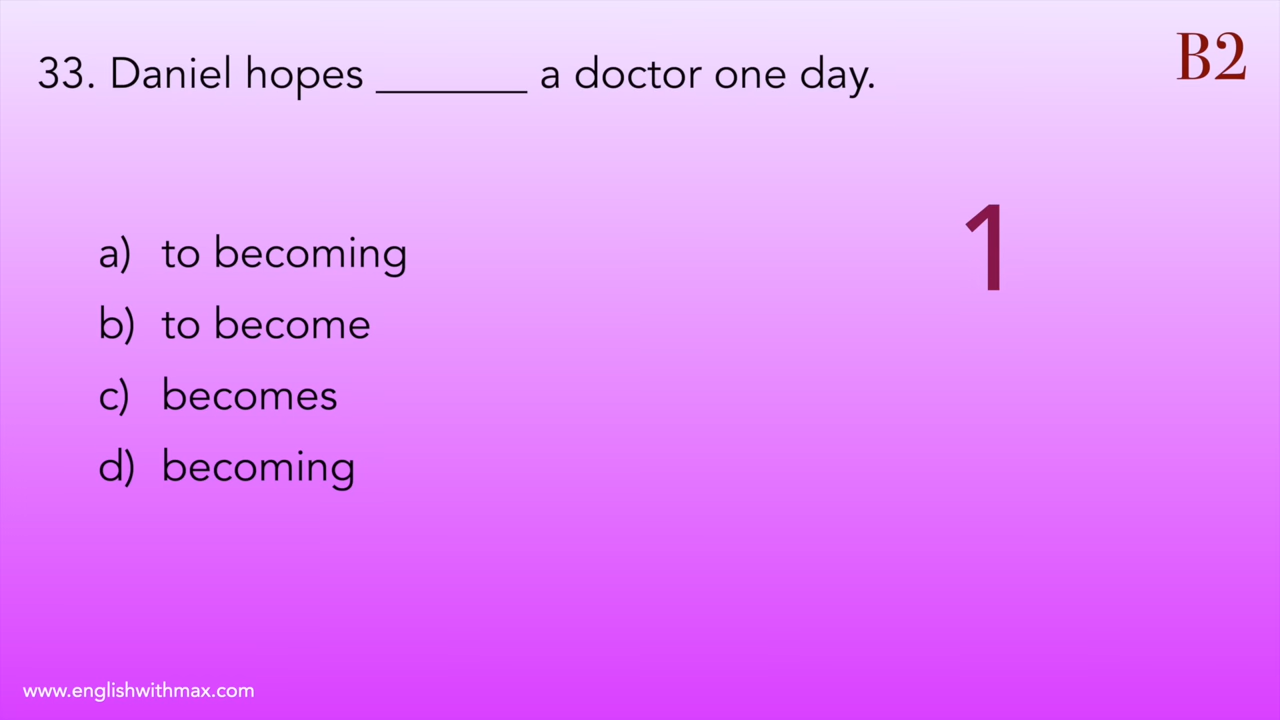 33. Daniel hopes _______ a doctor one day.
B2
1
a) to becoming
b) to become
c) becomes
d) becoming
www.englishwithmax.com